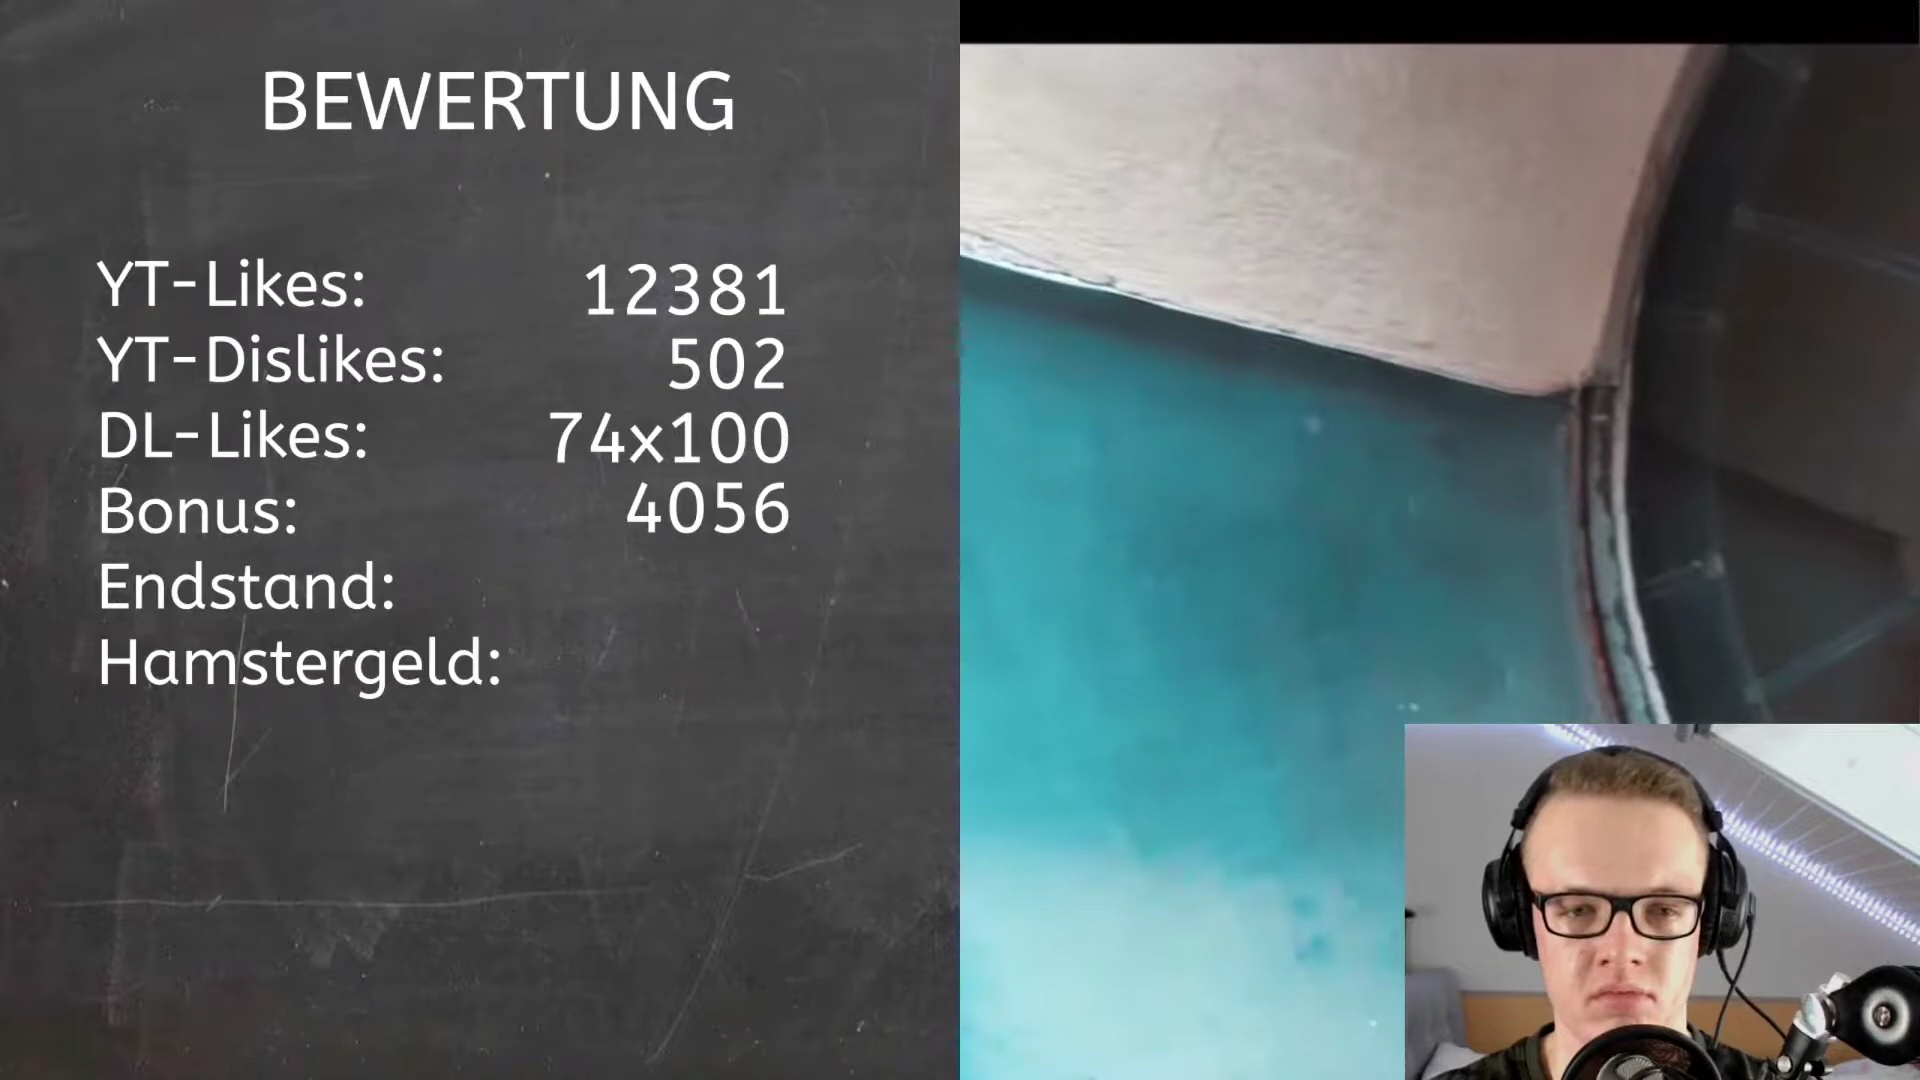 BEWERTUNG
YT-Likes: 12381
YT-Dislikes: 502
DL-Likes: 74x100
Bonus: 4056
Endstand:
Hamstergeld: